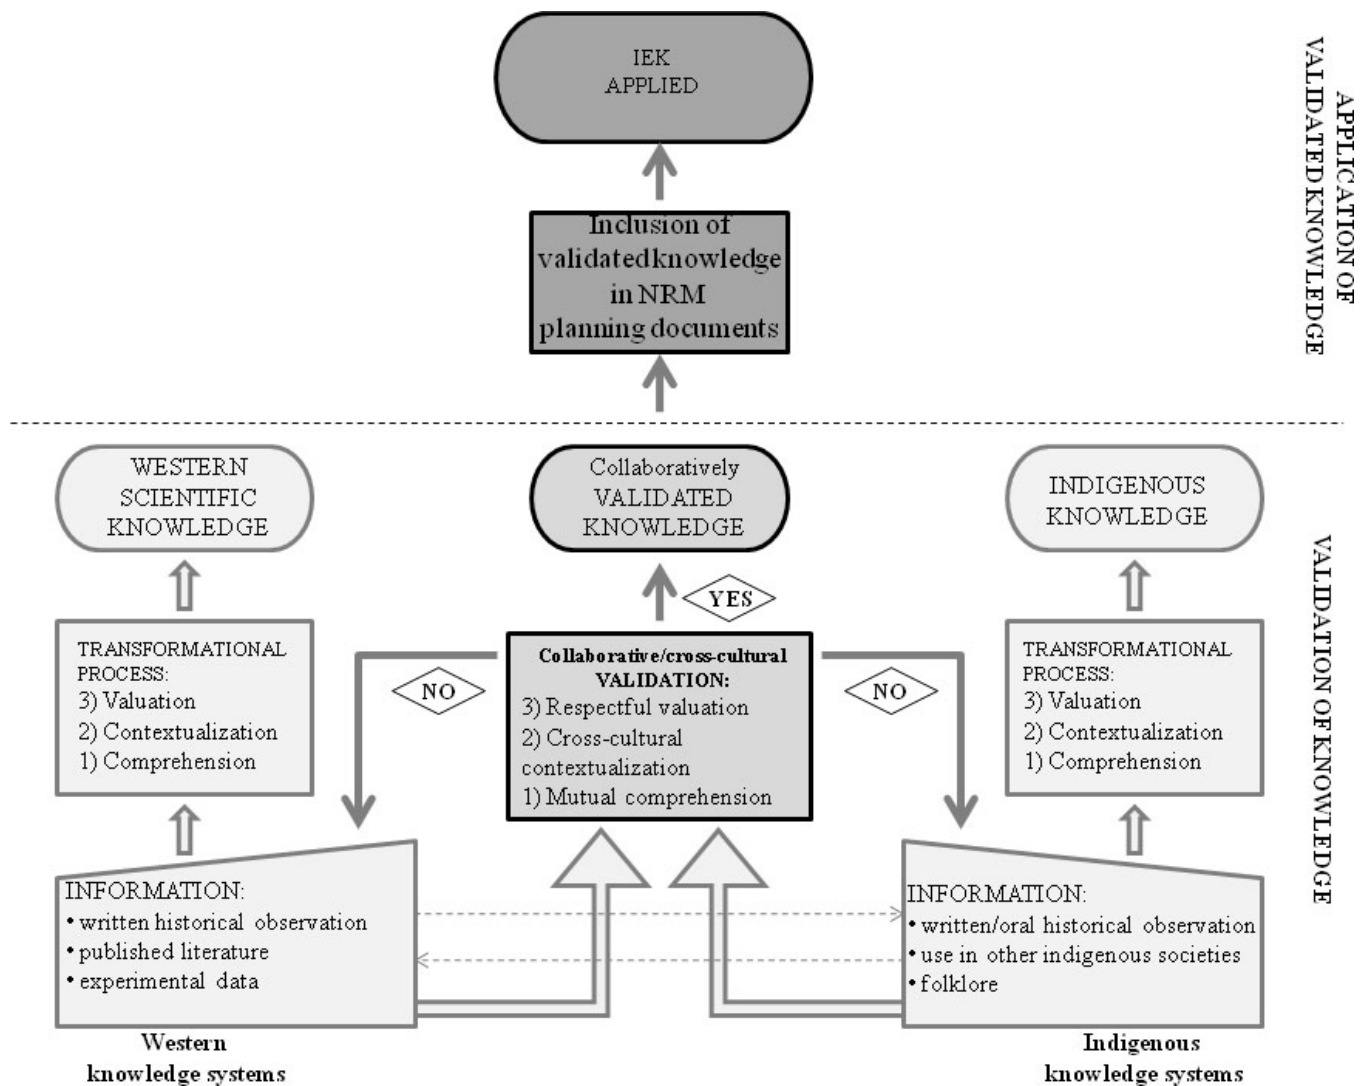 IEK
APPLIED
Inclusion of
validated knowledge
in NRM
planning documents
APPLICATION OF
VALIDATED KNOWLEDGE
WESTERN
SCIENTIFIC
KNOWLEDGE
Collaboratively
VALIDATED
KNOWLEDGE
INDIGENOUS
KNOWLEDGE
YES
TRANSFORMATIONAL
PROCESS:
3) Valuation
2) Contextualization
1) Comprehension
NO
Collaborative/cross-cultural
VALIDATION:
3) Respectful valuation
2) Cross-cultural
contextualization
1) Mutual comprehension
NO
TRANSFORMATIONAL
PROCESS:
3) Valuation
2) Contextualization
1) Comprehension
VALIDATION OF KNOWLEDGE
INFORMATION:
• written historical observation
• published literature
• experimental data
INFORMATION:
• written/oral historical observation
• use in other indigenous societies
• folklore
Western
knowledge systems
Indigenous
knowledge systems